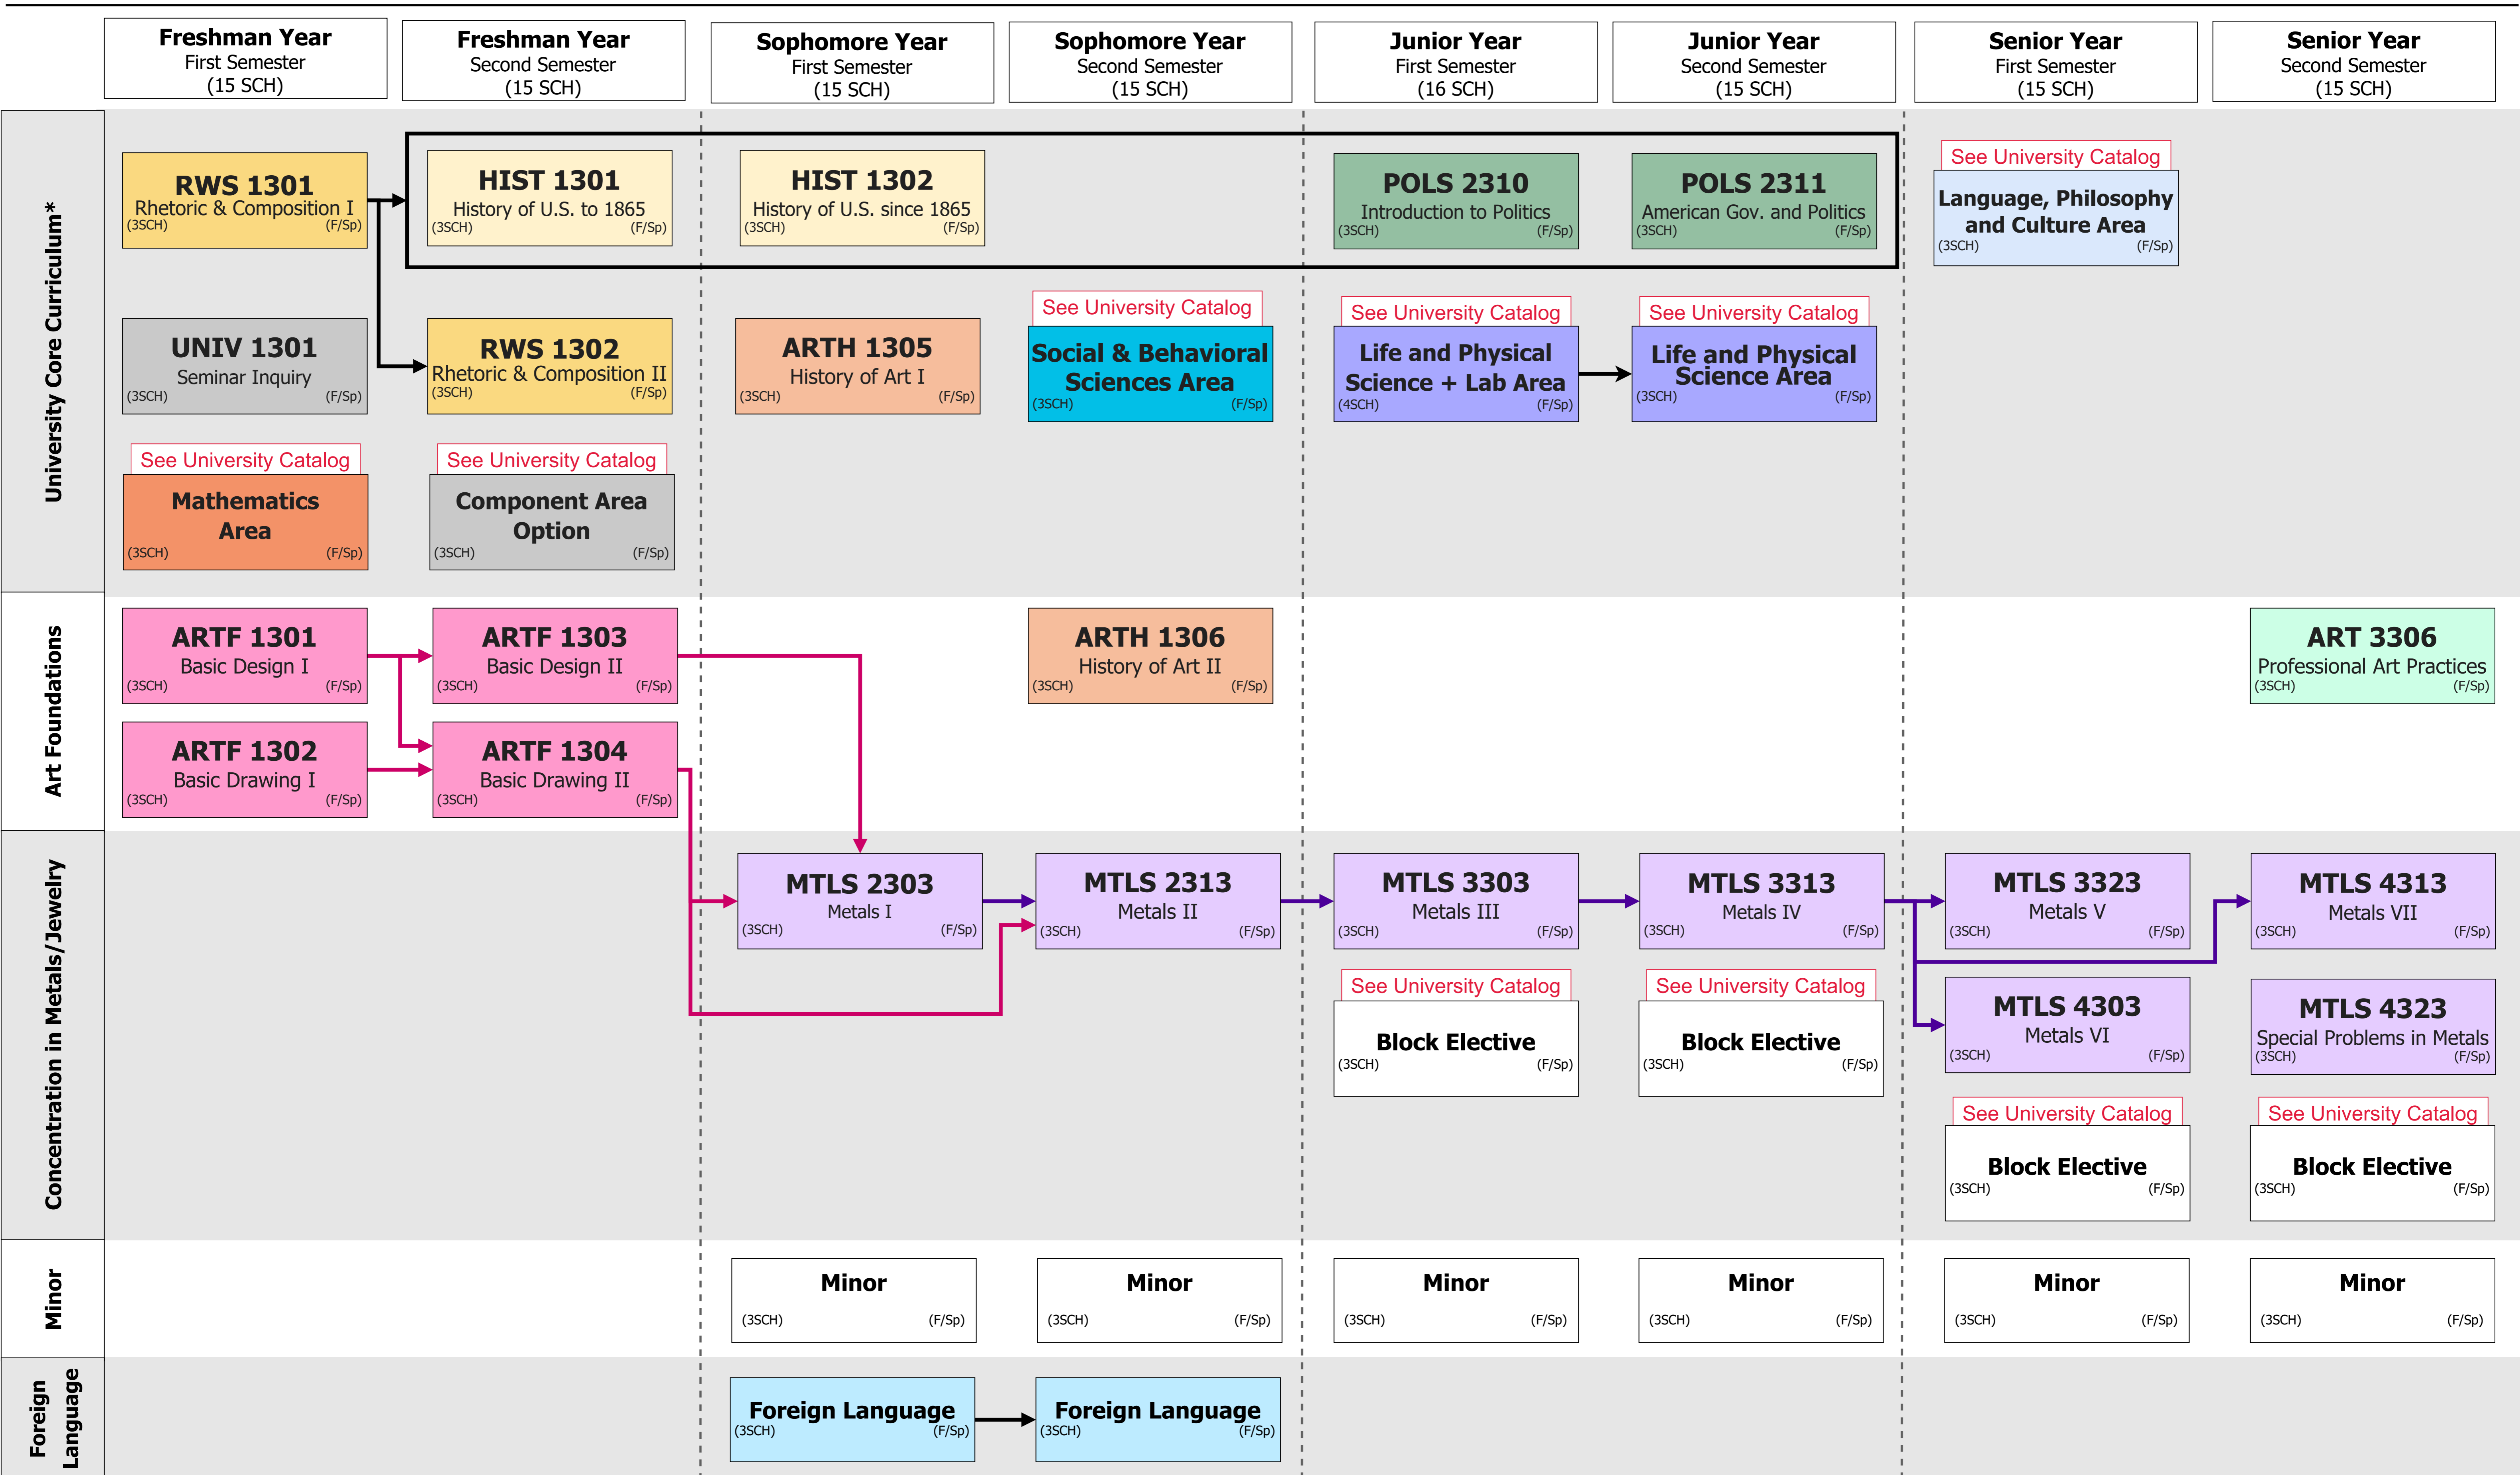 Freshman Year
First Semester
(15 SCH)
Freshman Year
Second Semester
(15 SCH)
Sophomore Year
First Semester
(15 SCH)
Sophomore Year
Second Semester
(15 SCH)
Junior Year
First Semester
(16 SCH)
Junior Year
Second Semester
(15 SCH)
Senior Year
First Semester
(15 SCH)
Senior Year
Second Semester
(15 SCH)
University Core Curriculum*
RWS 1301
Rhetoric & Composition I
(3SCH) (F/Sp)
HIST 1301
History of U.S. to 1865
(3SCH) (F/Sp)
HIST 1302
History of U.S. since 1865
(3SCH) (F/Sp)
POLS 2310
Introduction to Politics
(3SCH) (F/Sp)
POLS 2311
American Gov. and Politics
(3SCH) (F/Sp)
See University Catalog
Language, Philosophy
and Culture Area
(3SCH) (F/Sp)
UNIV 1301
Seminar Inquiry
(3SCH) (F/Sp)
RWS 1302
Rhetoric & Composition II
(3SCH) (F/Sp)
ARTH 1305
History of Art I
(3SCH) (F/Sp)
See University Catalog
Social & Behavioral
Sciences Area
(3SCH) (F/Sp)
See University Catalog
Life and Physical
Science + Lab Area
(4SCH) (F/Sp)
See University Catalog
Life and Physical
Science Area
(3SCH) (F/Sp)
See University Catalog
Mathematics
Area
(3SCH) (F/Sp)
See University Catalog
Component Area
Option
(3SCH) (F/Sp)
Art Foundations
ARTF 1301
Basic Design I
(3SCH) (F/Sp)
ARTF 1303
Basic Design II
(3SCH) (F/Sp)
ARTH 1306
History of Art II
(3SCH) (F/Sp)
ART 3306
Professional Art Practices
(3SCH) (F/Sp)
ARTF 1302
Basic Drawing I
(3SCH) (F/Sp)
ARTF 1304
Basic Drawing II
(3SCH) (F/Sp)
Concentration in Metals/Jewelry
MTLS 2303
Metals I
(3SCH) (F/Sp)
MTLS 2313
Metals II
(3SCH) (F/Sp)
MTLS 3303
Metals III
(3SCH) (F/Sp)
MTLS 3313
Metals IV
(3SCH) (F/Sp)
MTLS 3323
Metals V
(3SCH) (F/Sp)
MTLS 4313
Metals VII
(3SCH) (F/Sp)
See University Catalog
Block Elective
(3SCH) (F/Sp)
See University Catalog
Block Elective
(3SCH) (F/Sp)
MTLS 4303
Metals VI
(3SCH) (F/Sp)
MTLS 4323
Special Problems in Metals
(3SCH) (F/Sp)
See University Catalog
Block Elective
(3SCH) (F/Sp)
See University Catalog
Block Elective
(3SCH) (F/Sp)
Minor
Minor
(3SCH) (F/Sp)
Minor
(3SCH) (F/Sp)
Minor
(3SCH) (F/Sp)
Minor
(3SCH) (F/Sp)
Minor
(3SCH) (F/Sp)
Minor
(3SCH) (F/Sp)
Foreign
Language
Foreign Language
(3SCH) (F/Sp)
Foreign Language
(3SCH) (F/Sp)